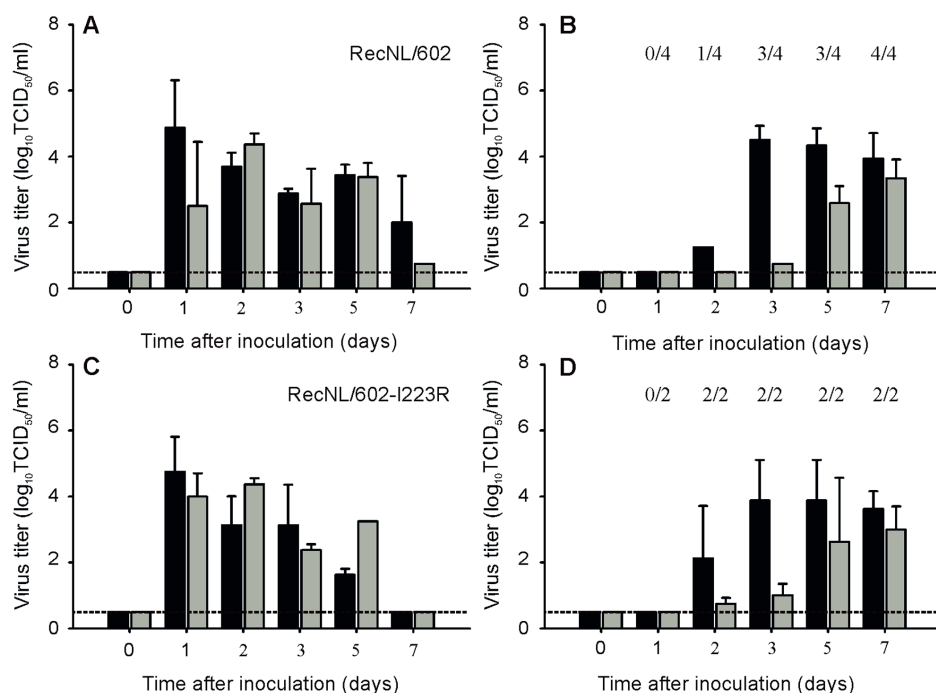 A
RecNL/602
Virus titer (log10TCID50/ml)
8
6
4
2
0
0 1 2 3 5 7
Time after inoculation (days)
B
0/4 1/4 3/4 3/4 4/4
Virus titer (log10TCID50/ml)
8
6
4
2
0
0 1 2 3 5 7
Time after inoculation (days)
C
RecNL/602-I223R
Virus titer (log10TCID50/ml)
8
6
4
2
0
0 1 2 3 5 7
Time after inoculation (days)
D
0/2 2/2 2/2 2/2 2/2
Virus titer (log10TCID50/ml)
8
6
4
2
0
0 1 2 3 5 7
Time after inoculation (days)